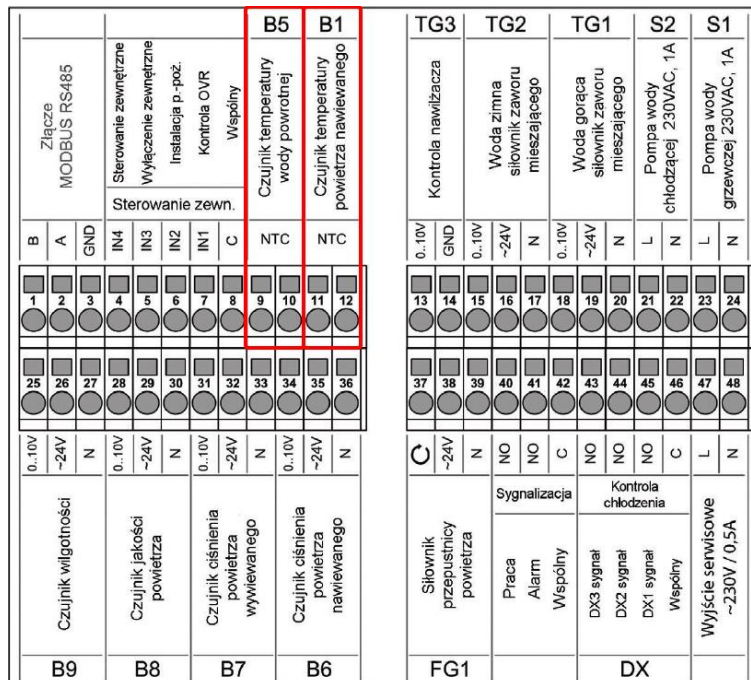 B5
B1
TG3
TG2
TG1
S2
S1
Złącze
MODBUS RS485
Sterowanie zewnętrzne
Wyłączenie zewnętrzne
Instalacja p.-poż.
Kontrola OVR
Wspólny
Sterowanie zewn.
Czujnik temperatury
wody powrotnej
Czujnik temperatury
powietrza nawiewanego
Kontrola nawilżacza
Woda zimna
siłownik zaworu
mieszającego
Woda gorąca
siłownik zaworu
mieszającego
Pompa wody
chłodzącej 230VAC, 1A
Pompa wody
grzewczej 230VAC, 1A
B A GND IN4 IN3 IN2 IN1 C NTC NTC
0..10V GND 0..10V ~24V N 0..10V ~24V N L N L N
1 2 3 4 5 6 7 8 9 10 11 12
13 14 15 16 17 18 19 20 21 22 23 24
25 26 27 28 29 30 31 32 33 34 35 36
37 38 39 40 41 42 43 44 45 46 47 48
0..10V ~24V N 0..10V ~24V N 0..10V ~24V N 0..10V ~24V N
~24V N NO NO C NO NO NO C L N
Czujnik wilgotności
Czujnik jakości
powietrza
Czujnik ciśnienia
powietrza
wywiewanego
Czujnik ciśnienia
powietrza
nawiewanego
Siłownik
przepustnicy
powietrza
Sygnalizacja
Praca
Alarm
Wspólny
Kontrola
chłodzenia
DX3 sygnał
DX2 sygnał
DX1 sygnał
Wspólny
Wyjście serwisowe
~230V / 0,5A
B9
B8
B7
B6
FG1
DX